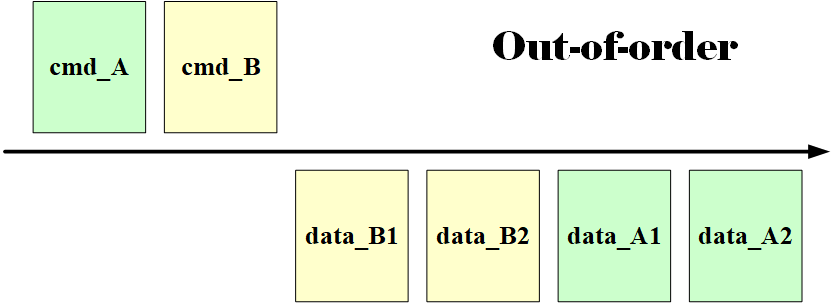 cmd_A
cmd_B
Out-of-order
data_B1
data_B2
data_A1
data_A2